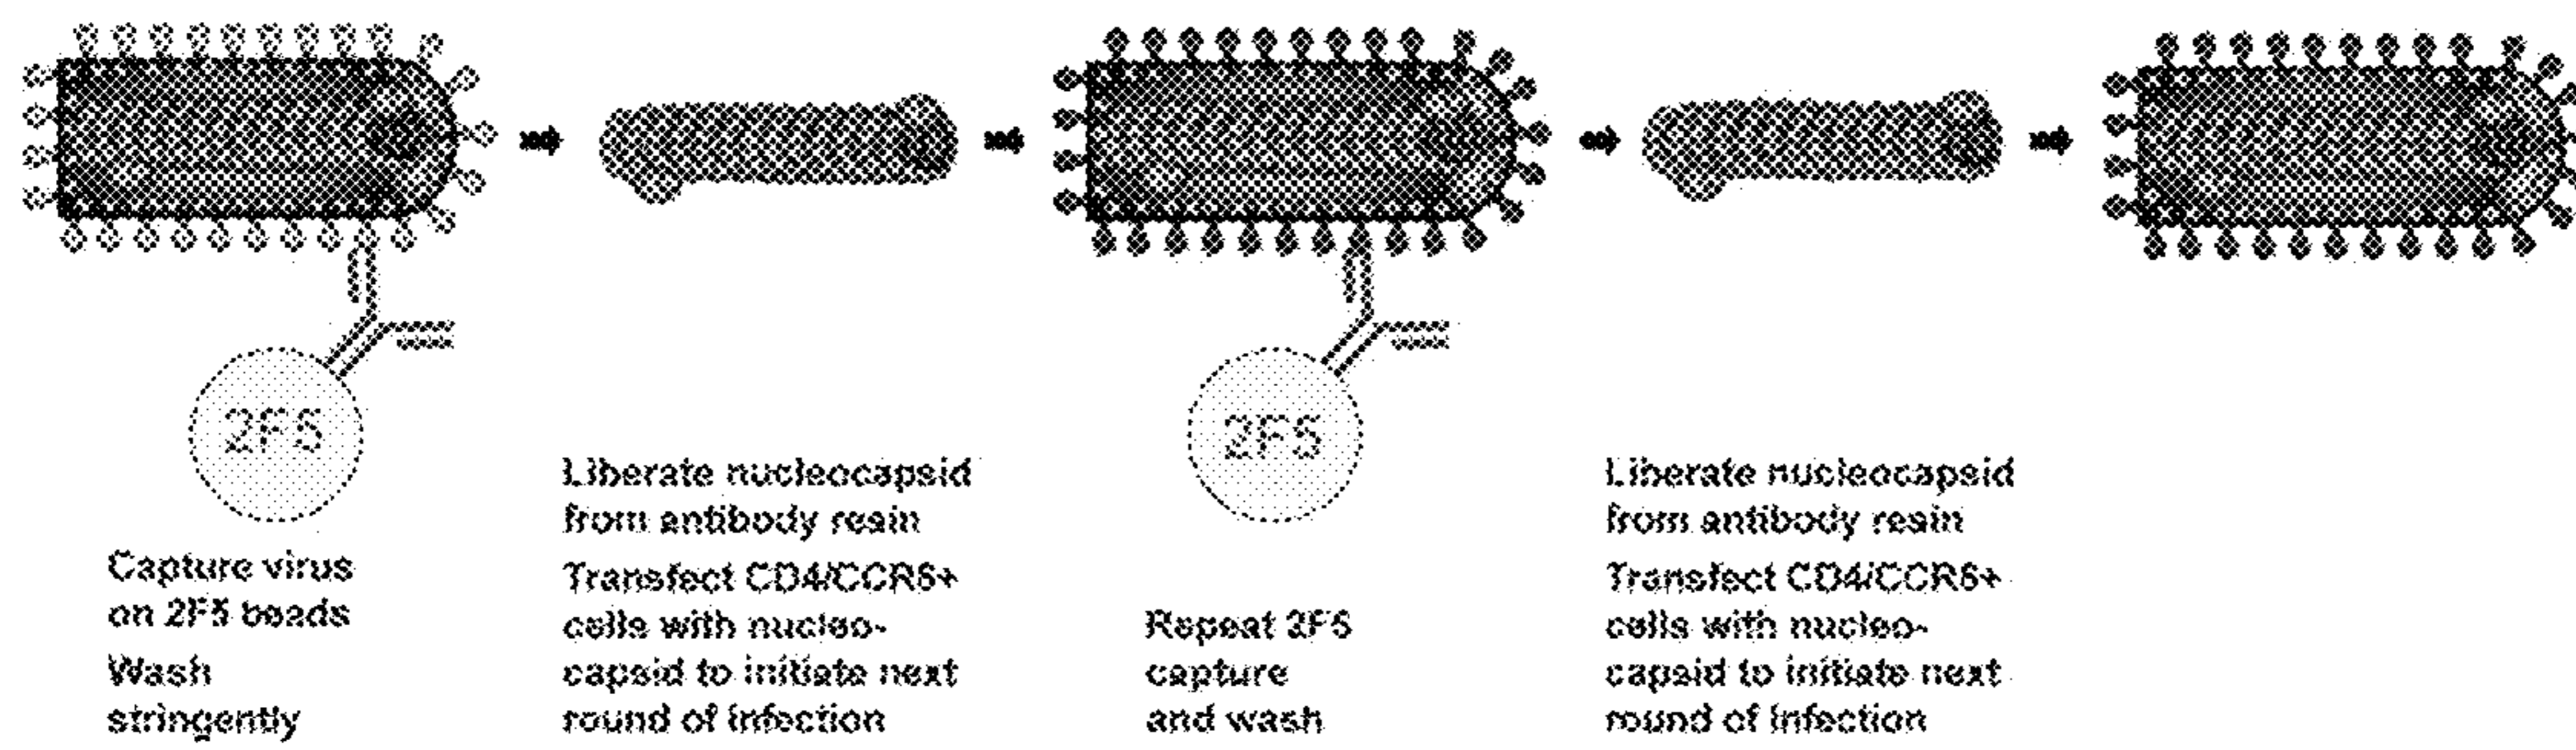 2F5
Capture virus
on 2F5 beads
Wash
stringently
Liberate nucleocapsid
from antibody resin
Transfect CD4/CCR5+
cells with nucleo-
capsid to initiate next
round of infection
2F5
Repeat 2F5
capture
and wash
Liberate nucleocapsid
from antibody resin
Transfect CD4/CCR5+
cells with nucleo-
capsid to initiate next
round of infection